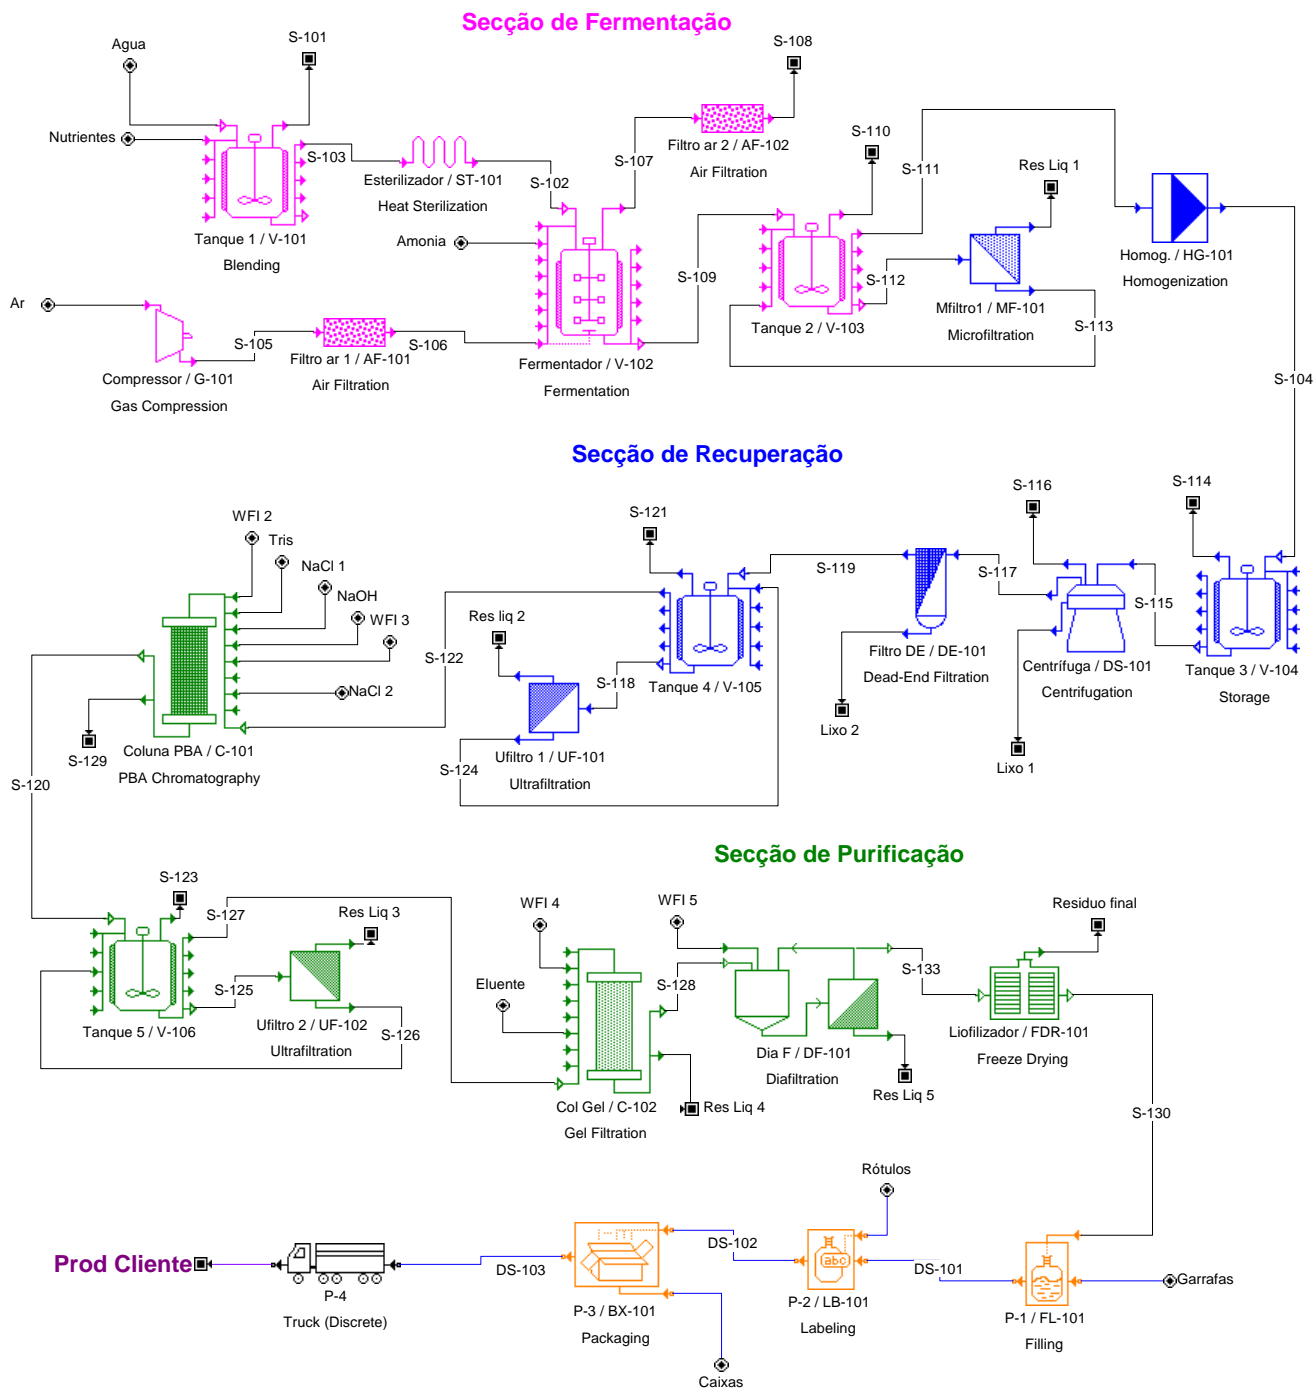 Secção de Fermentação
Agua
S-101
S-108
Nutrientes
S-103
Esterilizador / ST-101
Heat Sterilization
S-102
S-107
Filtro ar 2 / AF-102
Air Filtration
S-110
S-111
Res Liq 1
Tanque 1 / V-101
Blending
Amonia
S-109
S-112
Homog. / HG-101
Homogenization
Ar
S-105
Filtro ar 1 / AF-101
Air Filtration
S-106
Compressor / G-101
Gas Compression
Fermentador / V-102
Fermentation
Tanque 2 / V-103
Mfiltro1 / MF-101
Microfiltration
S-113
S-104
Secção de Recuperação
WFI 2
Tris
NaCl 1
NaOH
WFI 3
NaCl 2
S-121
S-119
S-117
S-116
S-114
S-115
Res liq 2
S-122
S-118
Tanque 4 / V-105
Filtro DE / DE-101
Dead-End Filtration
Centrífuga / DS-101
Centrifugation
Tanque 3 / V-104
Storage
Lixo 2
Lixo 1
S-129
Coluna PBA / C-101
PBA Chromatography
S-124
Ufiltro 1 / UF-101
Ultrafiltration
S-120
Secção de Purificação
S-123
S-127
Res Liq 3
WFI 4
WFI 5
Residuo final
Eluente
S-128
S-133
S-125
Tanque 5 / V-106
Ufiltro 2 / UF-102
Ultrafiltration
S-126
Dia F / DF-101
Diafiltration
Liofilizador / FDR-101
Freeze Drying
Res Liq 5
Col Gel / C-102
Gel Filtration
Res Liq 4
S-130
Rótulos
Prod Cliente
P-4
Truck (Discrete)
DS-103
P-3 / BX-101
Packaging
DS-102
abc
P-2 / LB-101
Labeling
DS-101
P-1 / FL-101
Filling
Garrafas
Caixas